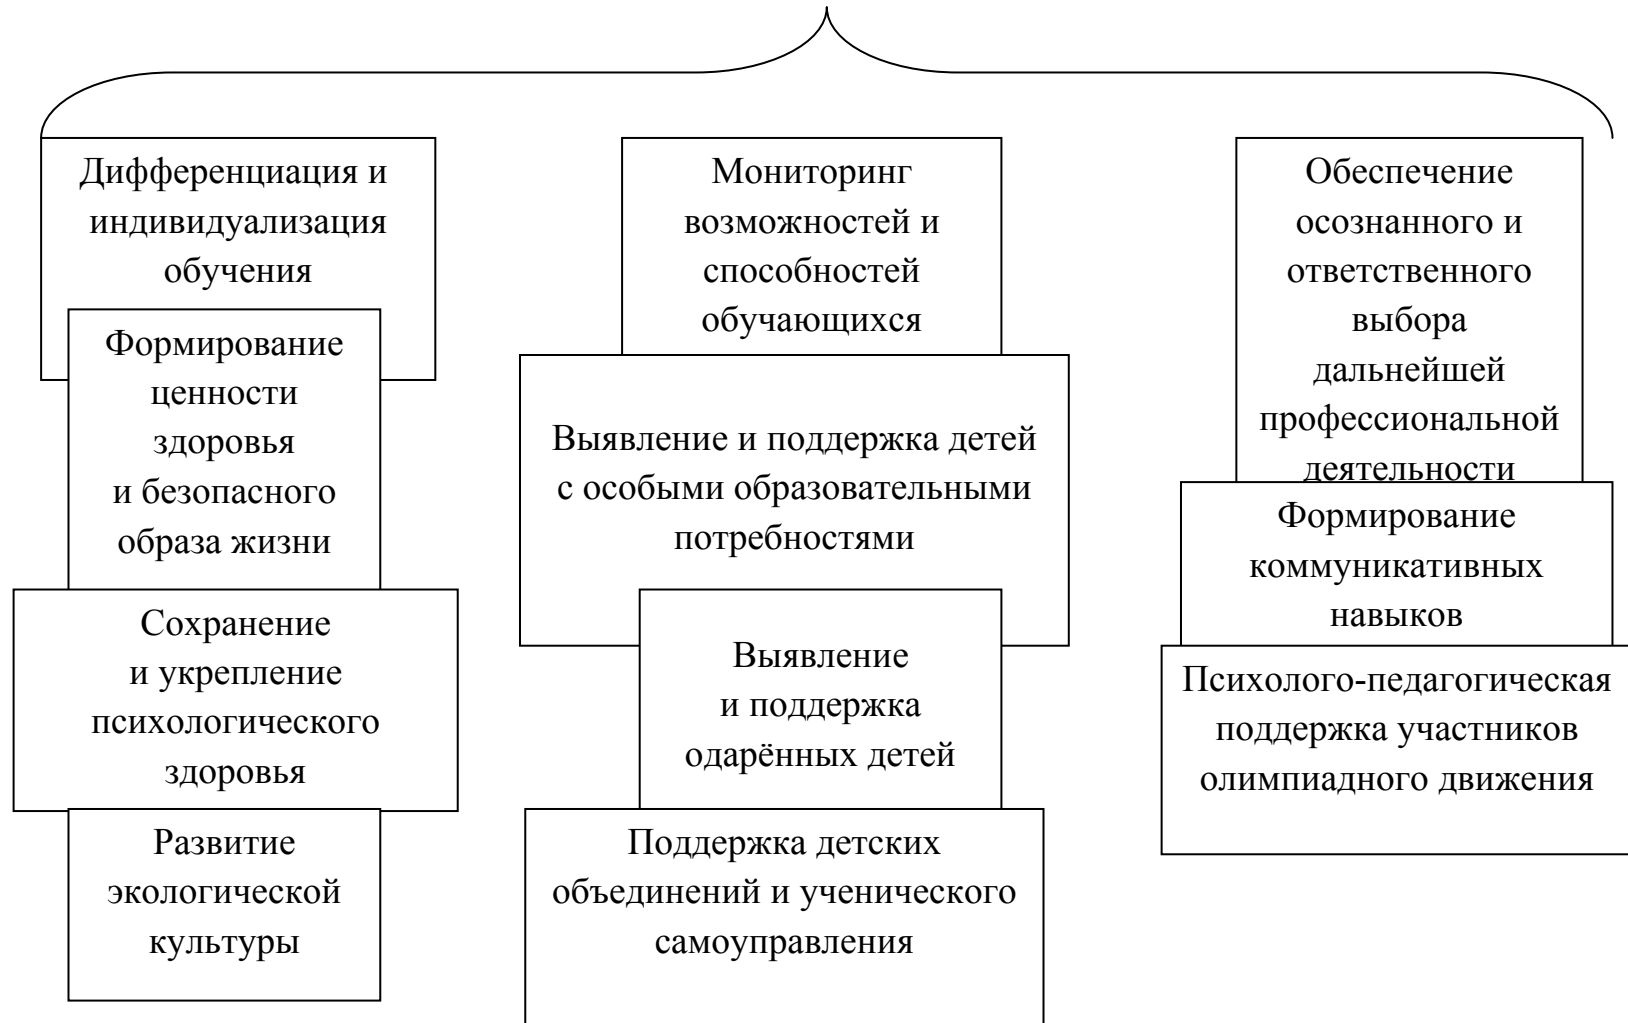 Дифференциация и
индивидуализация
обучения
Формирование
ценности
здоровья
и безопасного
образа жизни
Сохранение
и укрепление
психологического
здоровья
Развитие
экологической
культуры
Мониторинг
возможностей и
способностей
обучающихся
Выявление и поддержка детей
с особыми образовательными
потребностями
Выявление
и поддержка
одарённых детей
Поддержка детских
объединений и ученического
самоуправления
Обеспечение
осознанного и
ответственного
выбора
дальнейшей
профессиональной
деятельности
Формирование
коммуникативных
навыков
Психолого-педагогическая
поддержка участников
олимпиадного движения